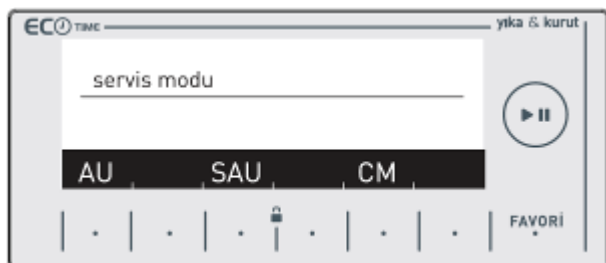 ECO TIME
yıka & kurut
servis modu
AU SAU CM
FAVORİ